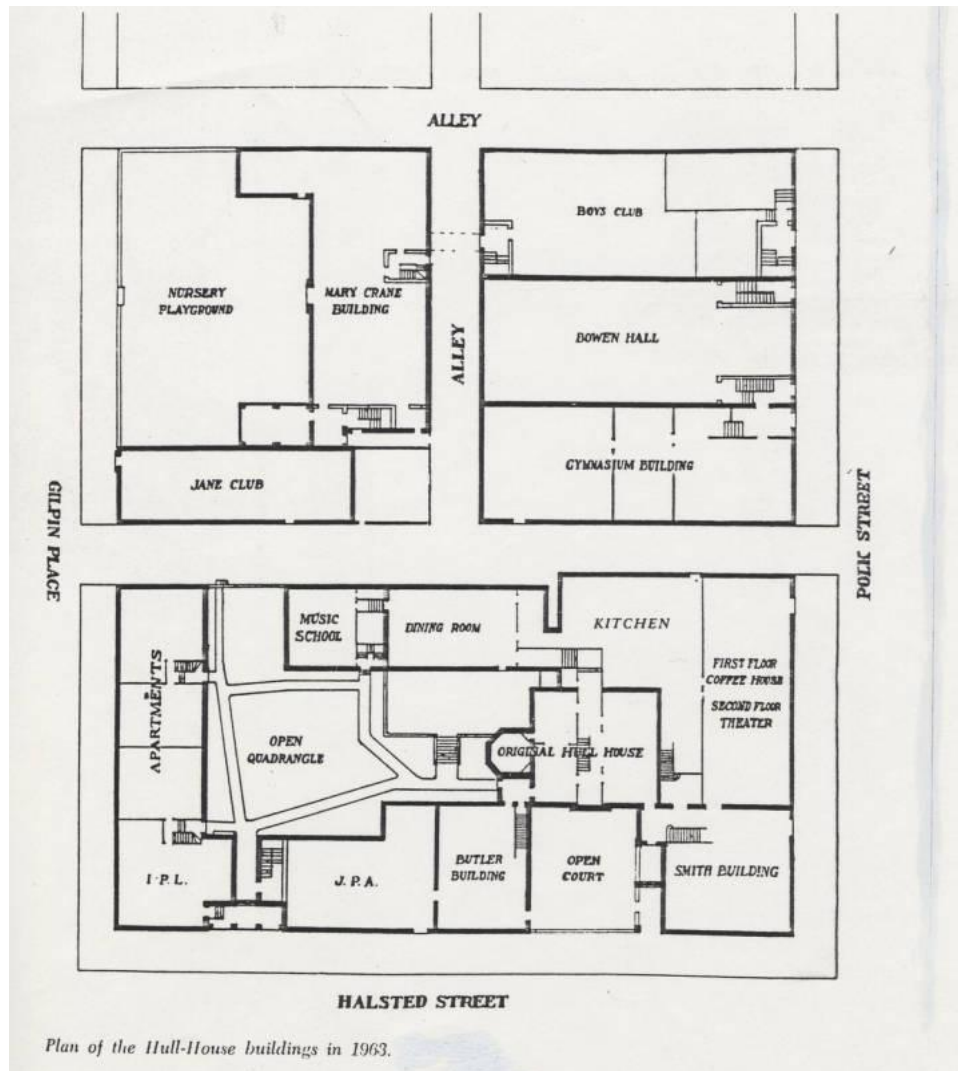 ALLEY
BOYS CLUB
NURSERY
PLAYGROUND
MARY CRANE
BUILDING
BOWEN HALL
ALLEY
GYMNASIUM BUILDING
JANE CLUB
GILPIN PLACE
POLK STREET
MUSIC
SCHOOL
DINING ROOM
KITCHEN
FIRST FLOOR
COFFEE HOUSE
SECOND FLOOR
THEATER
APARTMENTS
OPEN
QUADRANGLE
ORIGINAL HULL HOUSE
I.P.L.
J.P.A.
BUTLER
BUILDING
OPEN
COURT
SMITH BUILDING
HALSTED STREET
Plan of the Hull-House buildings in 1963.